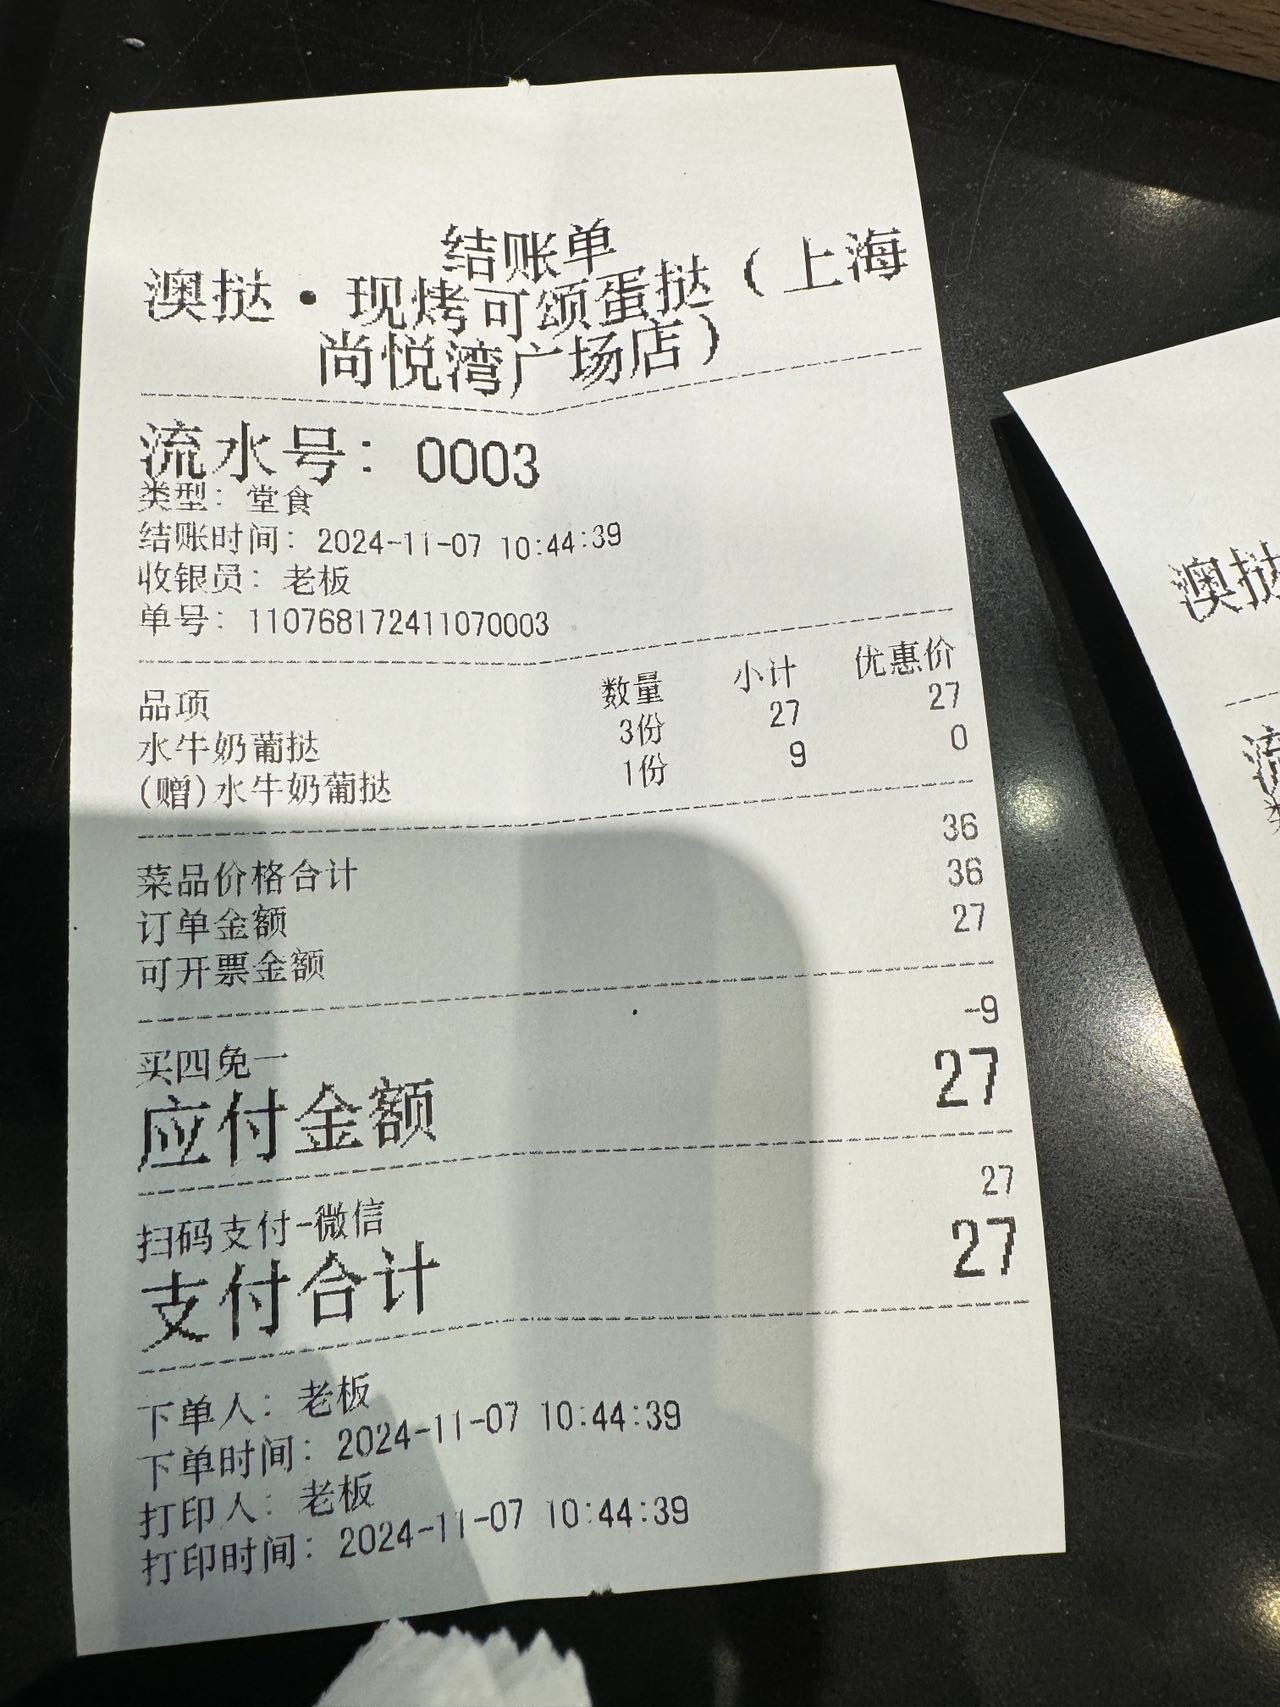 结账单
澳挞·现烤可颂蛋挞（上海
尚悦湾广场店）
流水号：0003
类型：堂食
结账时间：2024-11-07 10:44:39
收银员：老板
单号：110768172411070003
品项 数量 小计 优惠价
水牛奶葡挞 3份 27 27
(赠)水牛奶葡挞 1份 9 0
菜品价格合计 36
订单金额 36
可开票金额 27
买四免一 -9
应付金额 27
扫码支付-微信 27
支付合计 27
下单人：老板
下单时间：2024-11-07 10:44:39
打印人：老板
打印时间：2024-11-07 10:44:39
澳挞
流